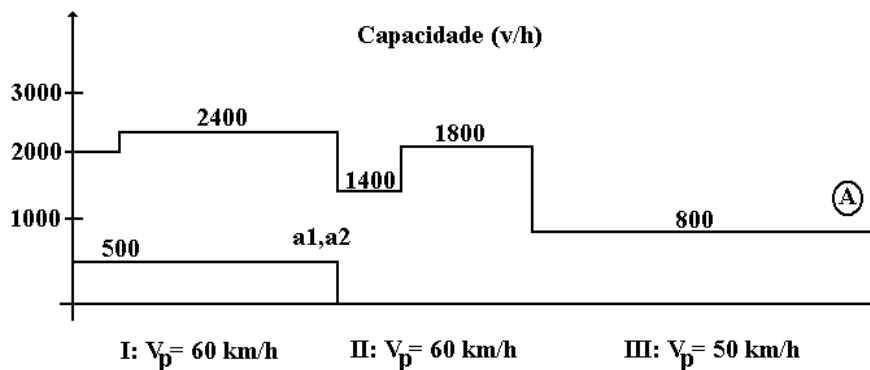 Capacidade (v/h)
3000
2400
1800
2000
1400
A
1000
800
a1,a2
500
I: Vp= 60 km/h II: Vp= 60 km/h III: Vp= 50 km/h